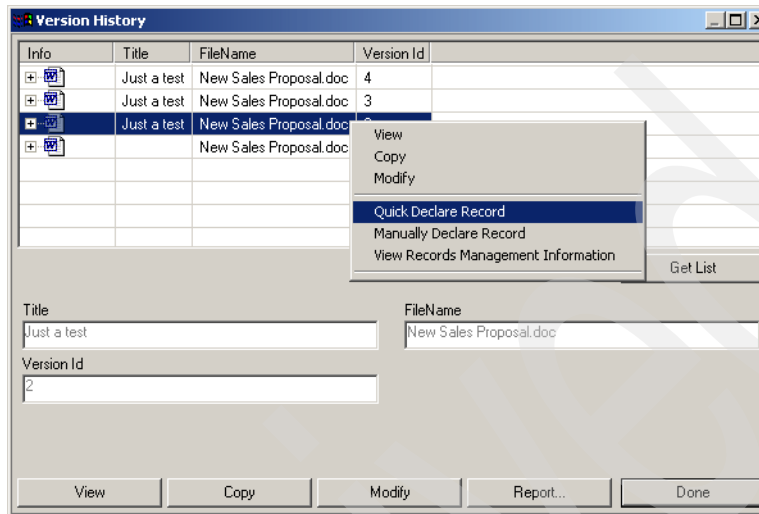 Version History
Info Title FileName Version Id
Just a test New Sales Proposal.doc 4
Just a test New Sales Proposal.doc 3
Just a test New Sales Proposal.doc
New Sales Proposal.doc
View
Copy
Modify
Quick Declare Record
Manually Declare Record
View Records Management Information
Get List
Title FileName
Just a test New Sales Proposal.doc
Version Id
2
View Copy Modify Report... Done